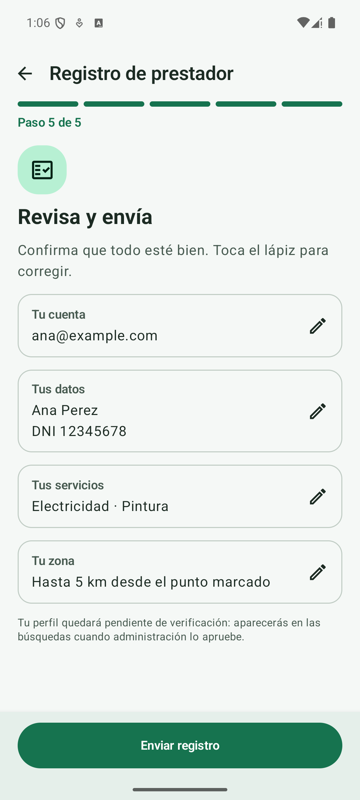 1:06
Registro de prestador
Paso 5 de 5
Revisa y envía
Confirma que todo esté bien. Toca el lápiz para
corregir.
Tu cuenta
ana@example.com
Tus datos
Ana Perez
DNI 12345678
Tus servicios
Electricidad · Pintura
Tu zona
Hasta 5 km desde el punto marcado
Tu perfil quedará pendiente de verificación: aparecerás en las
búsquedas cuando administración lo apruebe.
Enviar registro